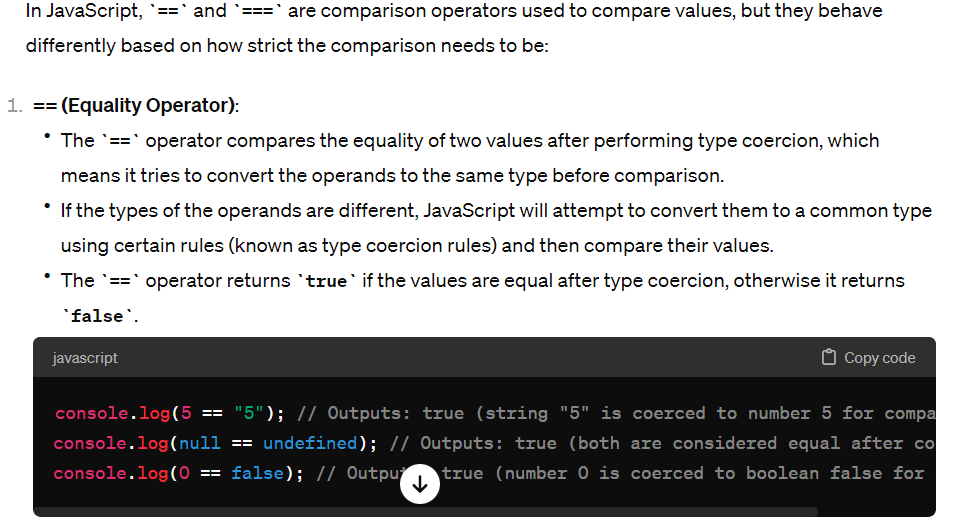 In JavaScript, `==` and `===` are comparison operators used to compare values, but they behave
differently based on how strict the comparison needs to be:
1. == (Equality Operator):
• The `==` operator compares the equality of two values after performing type coercion, which
means it tries to convert the operands to the same type before comparison.
• If the types of the operands are different, JavaScript will attempt to convert them to a common type
using certain rules (known as type coercion rules) and then compare their values.
• The `==` operator returns `true` if the values are equal after type coercion, otherwise it returns
`false`.
javascript Copy code
console.log(5 == "5"); // Outputs: true (string "5" is coerced to number 5 for compa
console.log(null == undefined); // Outputs: true (both are considered equal after co
console.log(0 == false); // Outpu true (number 0 is coerced to boolean false for